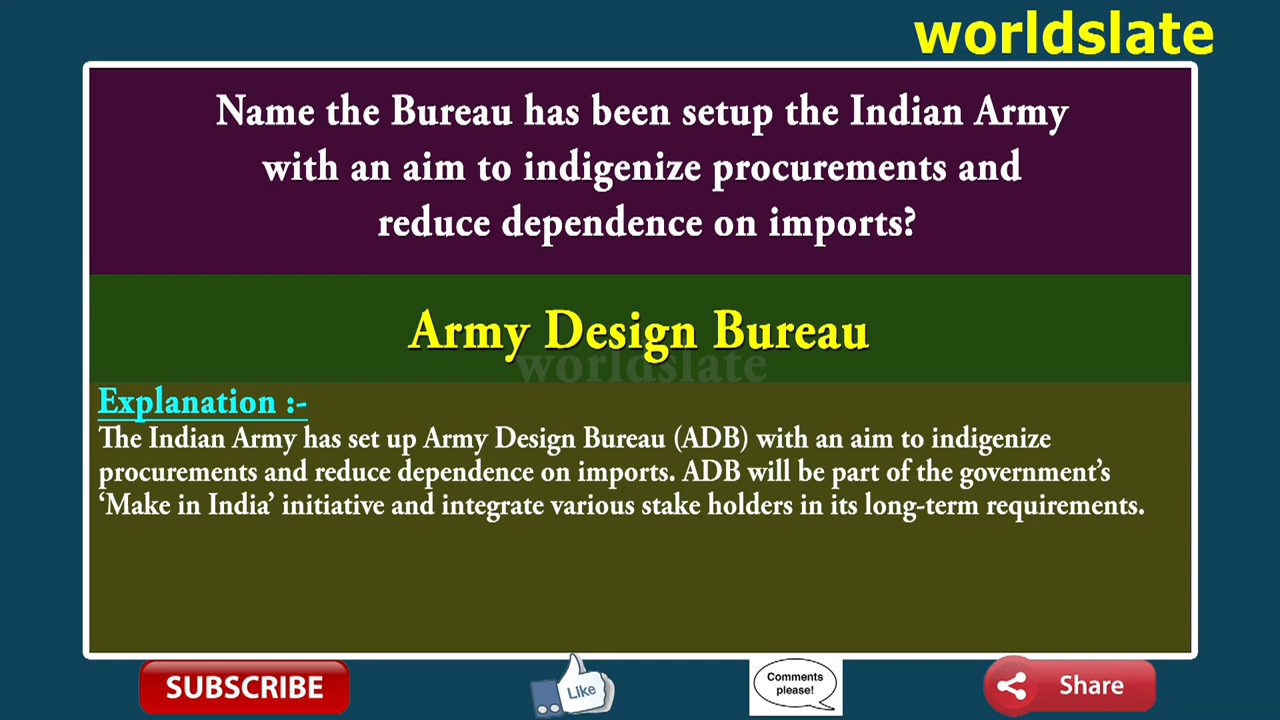 worldslate
Name the Bureau has been setup the Indian Army
with an aim to indigenize procurements and
reduce dependence on imports?
Army Design Bureau
worldslate
Explanation :-
The Indian Army has set up Army Design Bureau (ADB) with an aim to indigenize
procurements and reduce dependence on imports. ADB will be part of the government’s
‘Make in India’ initiative and integrate various stake holders in its long-term requirements.
SUBSCRIBE
Like
Comments
please!
Share